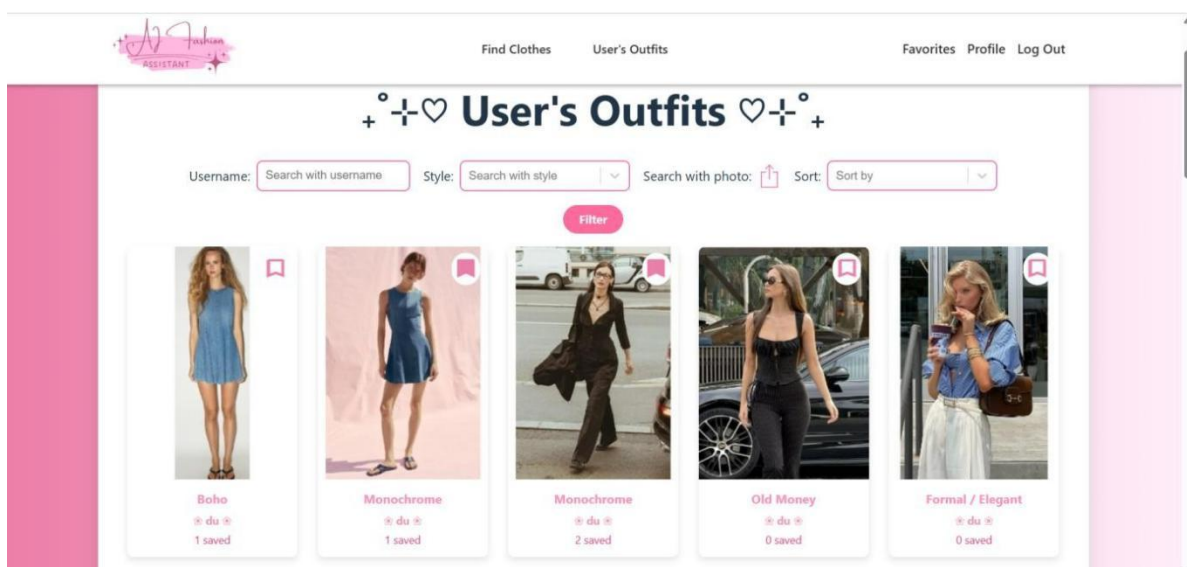 AI Fashion
ASSISTANT
Find Clothes User's Outfits Favorites Profile Log Out
₊˚⊹♡ User's Outfits ♡⊹˚₊
Username: Search with username Style: Search with style Search with photo: Sort: Sort by
Filter
Boho Monochrome Monochrome Old Money Formal / Elegant
❀ du ❀ ❀ du ❀ ❀ du ❀ ❀ du ❀ ❀ du ❀
1 saved 1 saved 2 saved 0 saved 0 saved